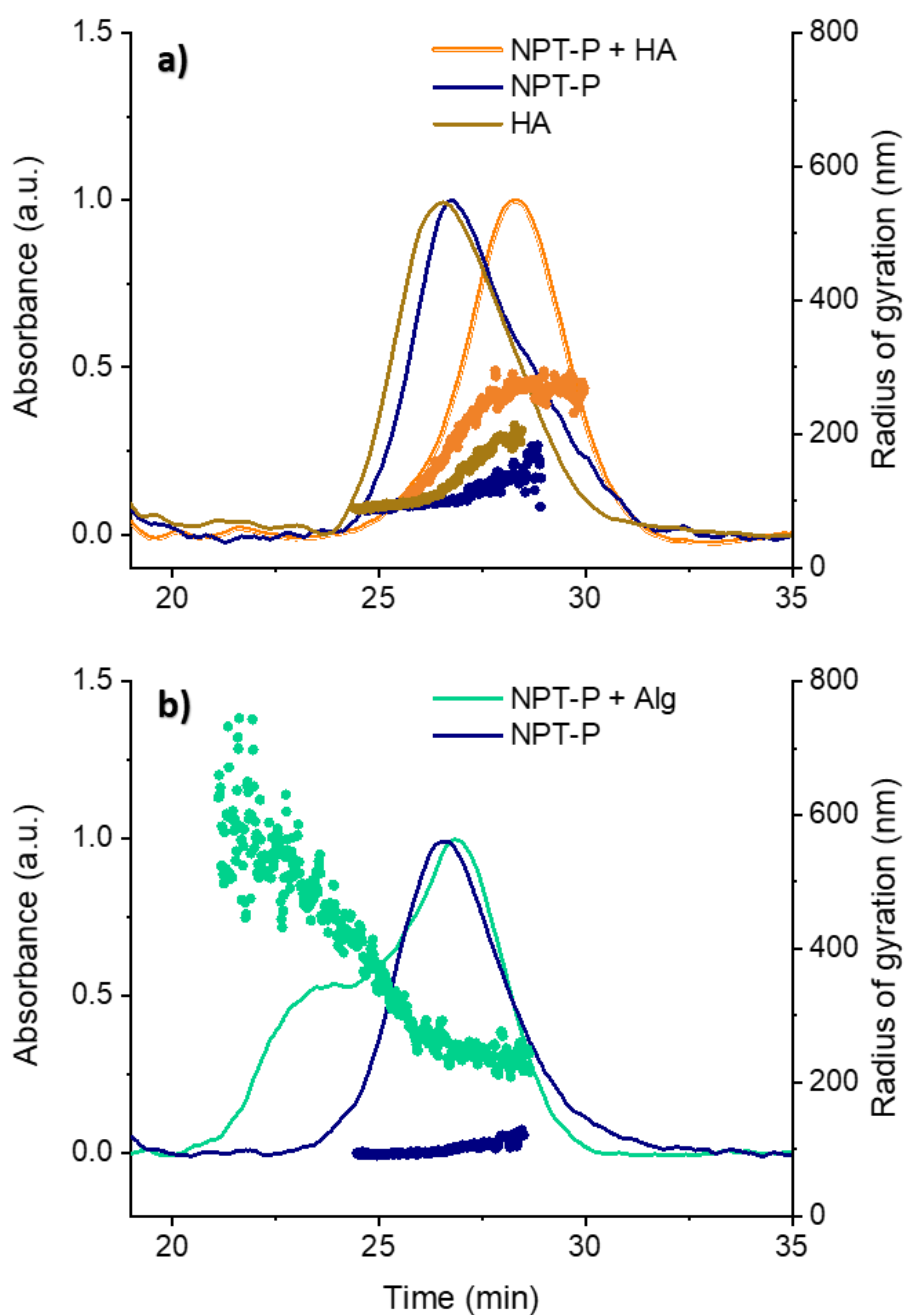 a)
NPT-P + HA
NPT-P
HA
1.5
1.0
0.5
0.0
Absorbance (a.u.)
800
600
400
200
0
Radius of gyration (nm)
20
25
30
35
b)
NPT-P + Alg
NPT-P
1.5
1.0
0.5
0.0
Absorbance (a.u.)
800
600
400
200
0
Radius of gyration (nm)
20
25
30
35
Time (min)